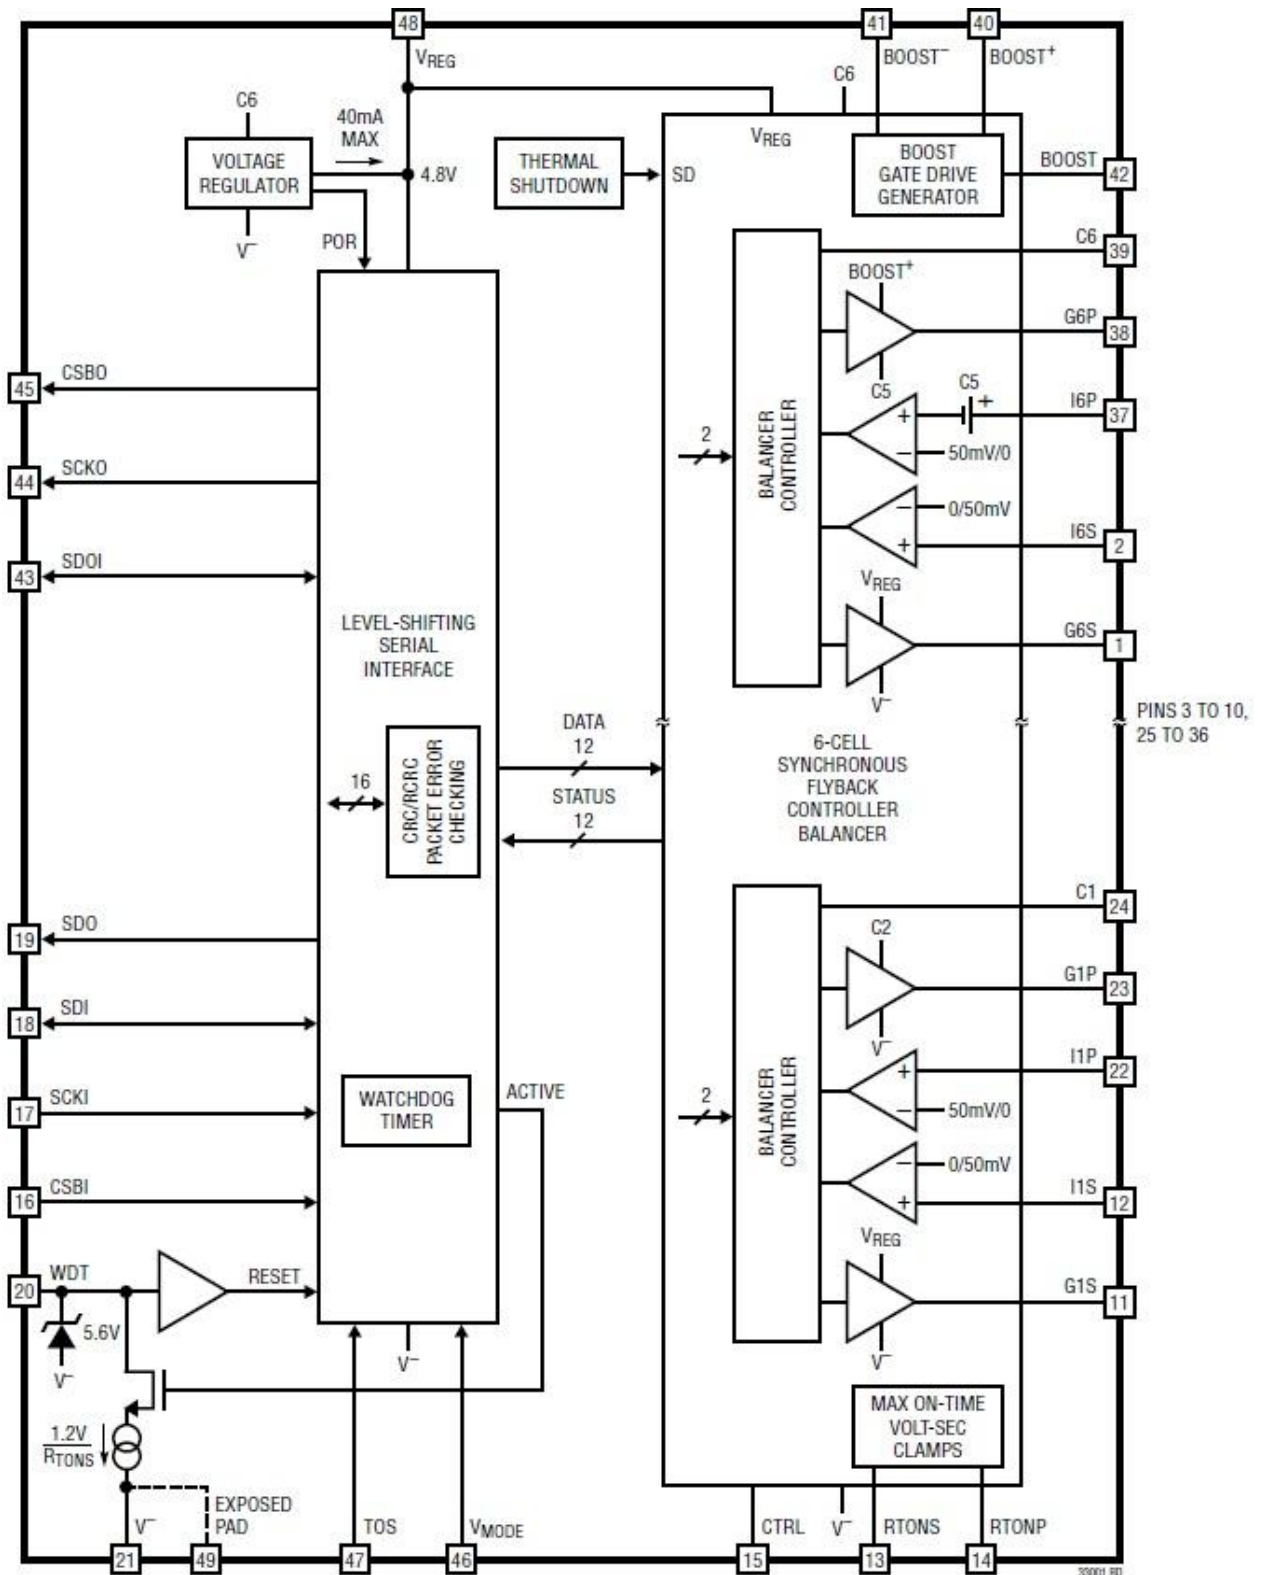 48
41
40
VREG
BOOST–
BOOST+
C6
C6
40mA
MAX
VREG
VOLTAGE
REGULATOR
4.8V
THERMAL
SHUTDOWN
SD
BOOST
GATE DRIVE
GENERATOR
BOOST
42
V–
POR
C6
39
BOOST+
G6P
38
C5
C5
+
I6P
37
45
CSBO
+
–
50mV/0
2
BALANCER
CONTROLLER
44
SCKO
–
0/50mV
+
I6S
2
43
SDOI
VREG
G6S
1
V–
LEVEL-SHIFTING
SERIAL
INTERFACE
PINS 3 TO 10,
25 TO 36
DATA
12
6-CELL
SYNCHRONOUS
FLYBACK
CONTROLLER
BALANCER
16
CRC/RCRC
PACKET ERROR
CHECKING
STATUS
12
C1
24
19
SDO
C2
G1P
23
V–
18
SDI
+
I1P
22
–
50mV/0
2
BALANCER
CONTROLLER
17
SCKI
WATCHDOG
TIMER
ACTIVE
–
0/50mV
+
I1S
12
16
CSBI
VREG
20
WDT
RESET
G1S
11
V–
5.6V
V–
V–
MAX ON-TIME
VOLT-SEC
CLAMPS
1.2V
RTONS
EXPOSED
PAD
V–
TOS
VMODE
CTRL
V–
RTONS
RTONP
21
49
47
46
15
13
14
33001 BD